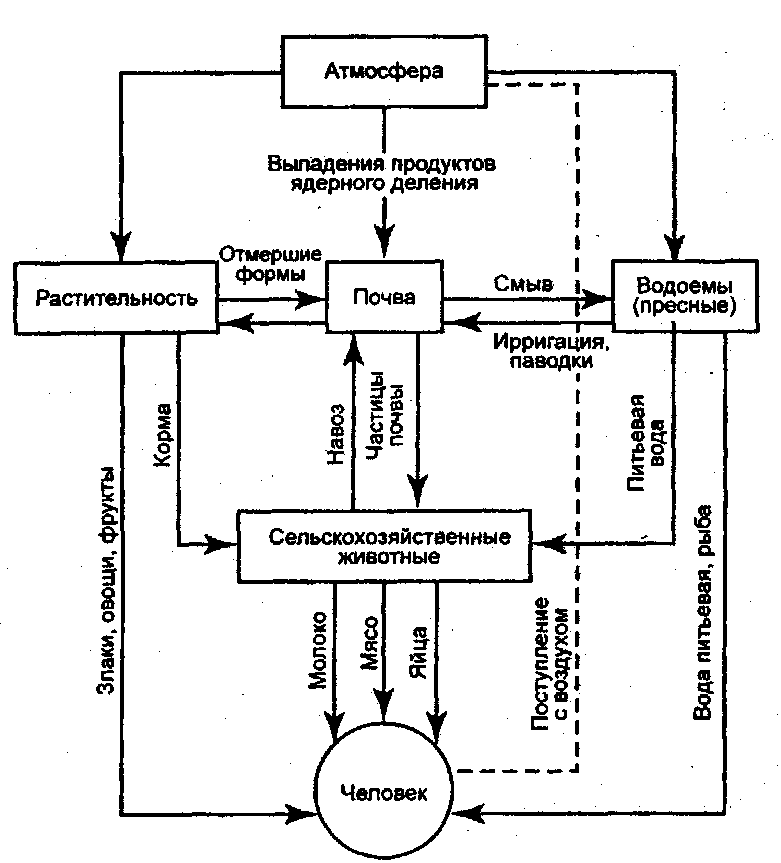 Атмосфера
Выпадения продуктов
ядерного деления
Отмершие
формы
Растительность
Почва
Смыв
Водоемы
(пресные)
Ирригация,
паводки
Корма
Навоз
Частицы
почвы
Питьевая
вода
Злаки, овощи, фрукты
Сельскохозяйственные
животные
Молоко
Мясо
Яйца
Поступление
с воздухом
Вода питьевая, рыба
Человек